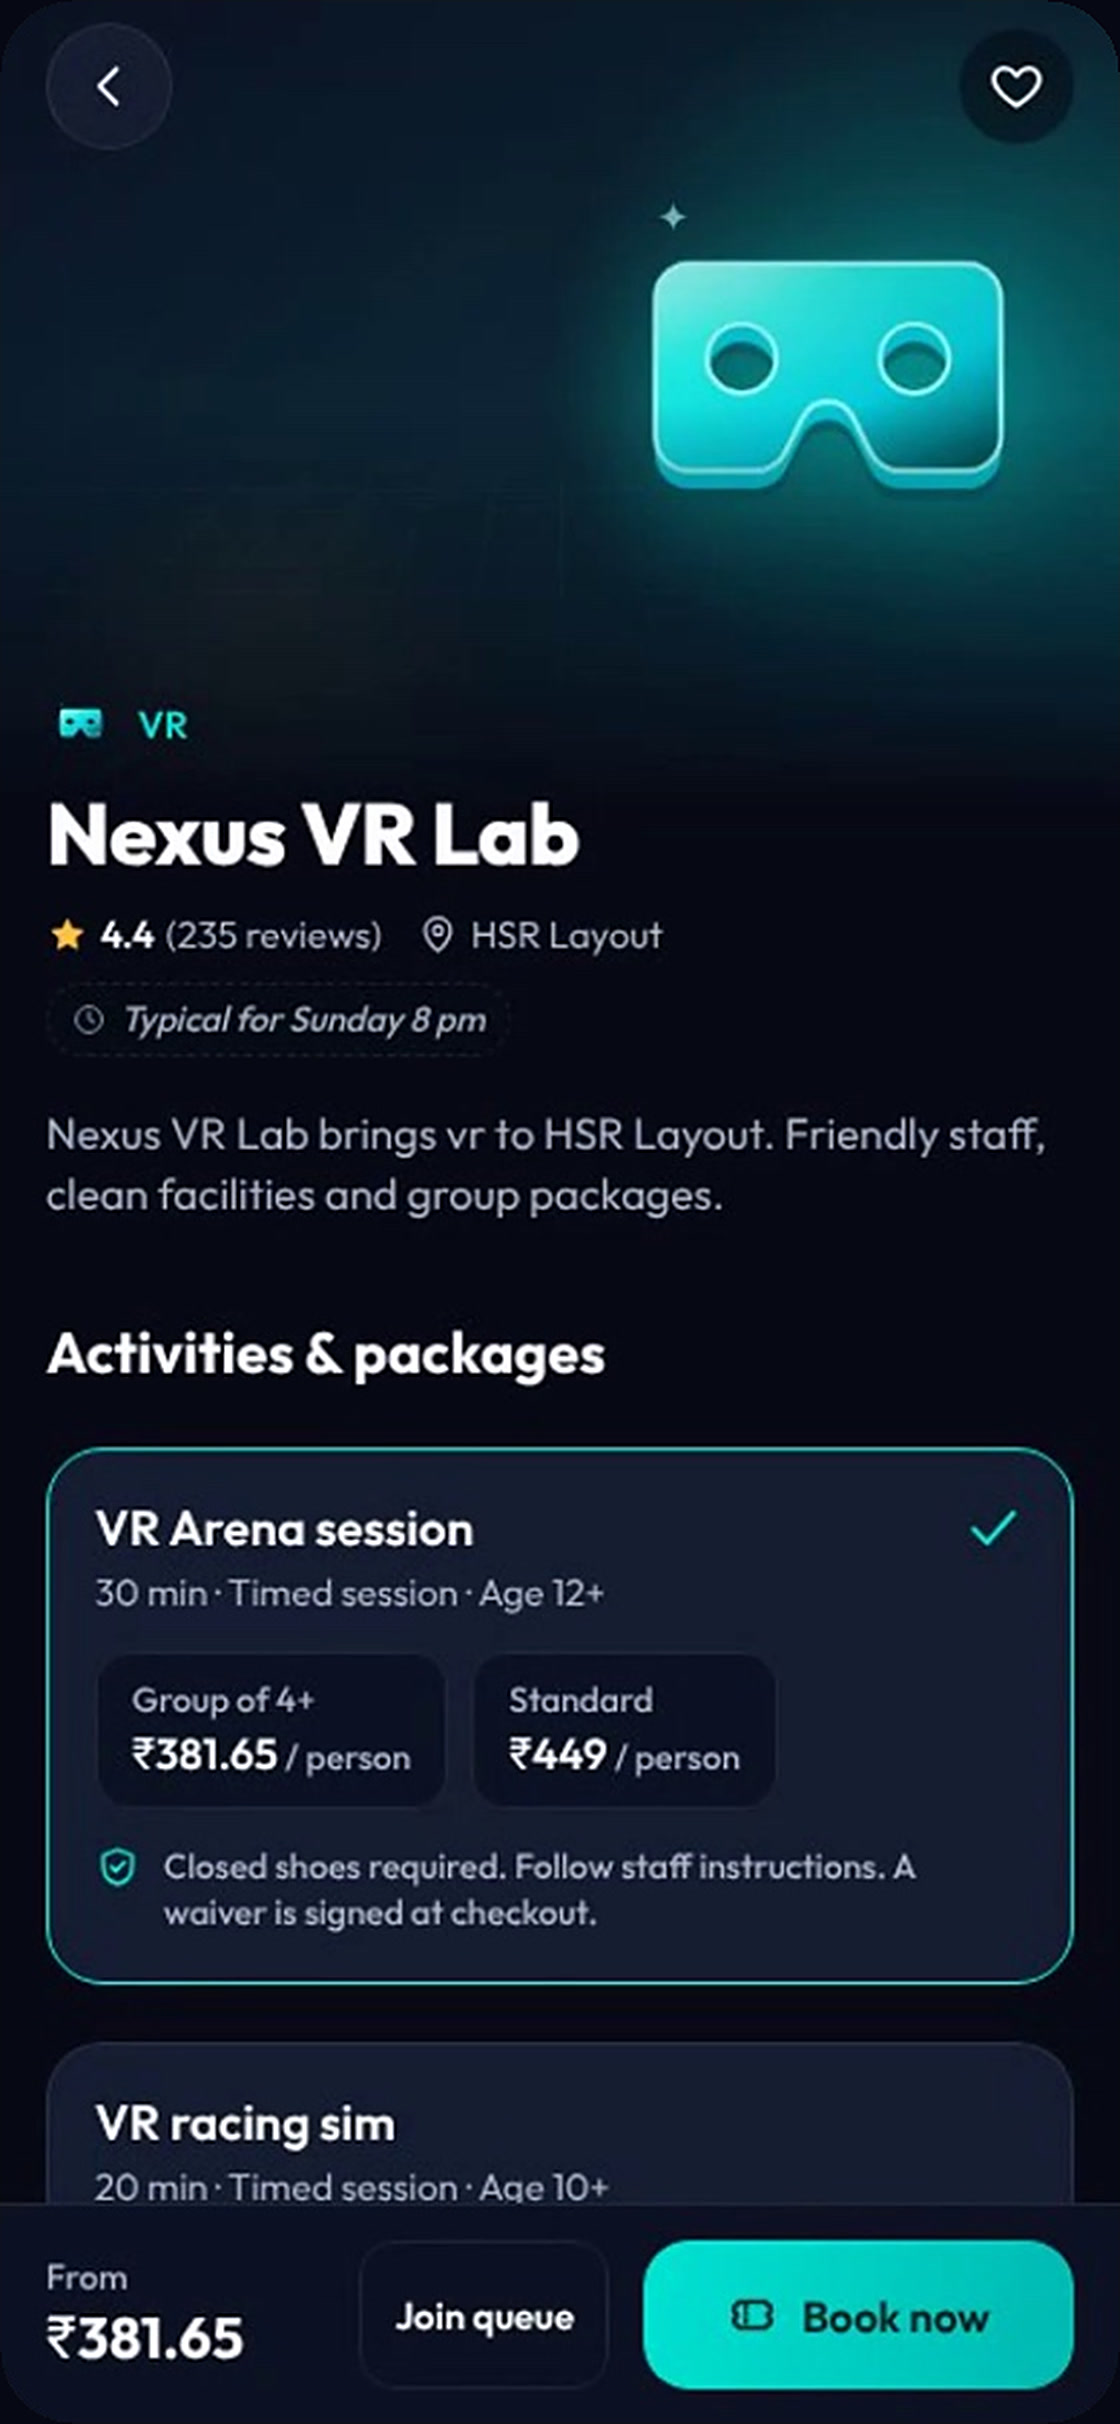 VR
Nexus VR Lab
4.4 (235 reviews) HSR Layout
Typical for Sunday 8 pm
Nexus VR Lab brings vr to HSR Layout. Friendly staff,
clean facilities and group packages.
Activities & packages
VR Arena session
30 min · Timed session · Age 12+
Group of 4+
₹381.65 / person
Standard
₹449 / person
Closed shoes required. Follow staff instructions. A
waiver is signed at checkout.
VR racing sim
20 min · Timed session · Age 10+
From
₹381.65
Join queue
Book now